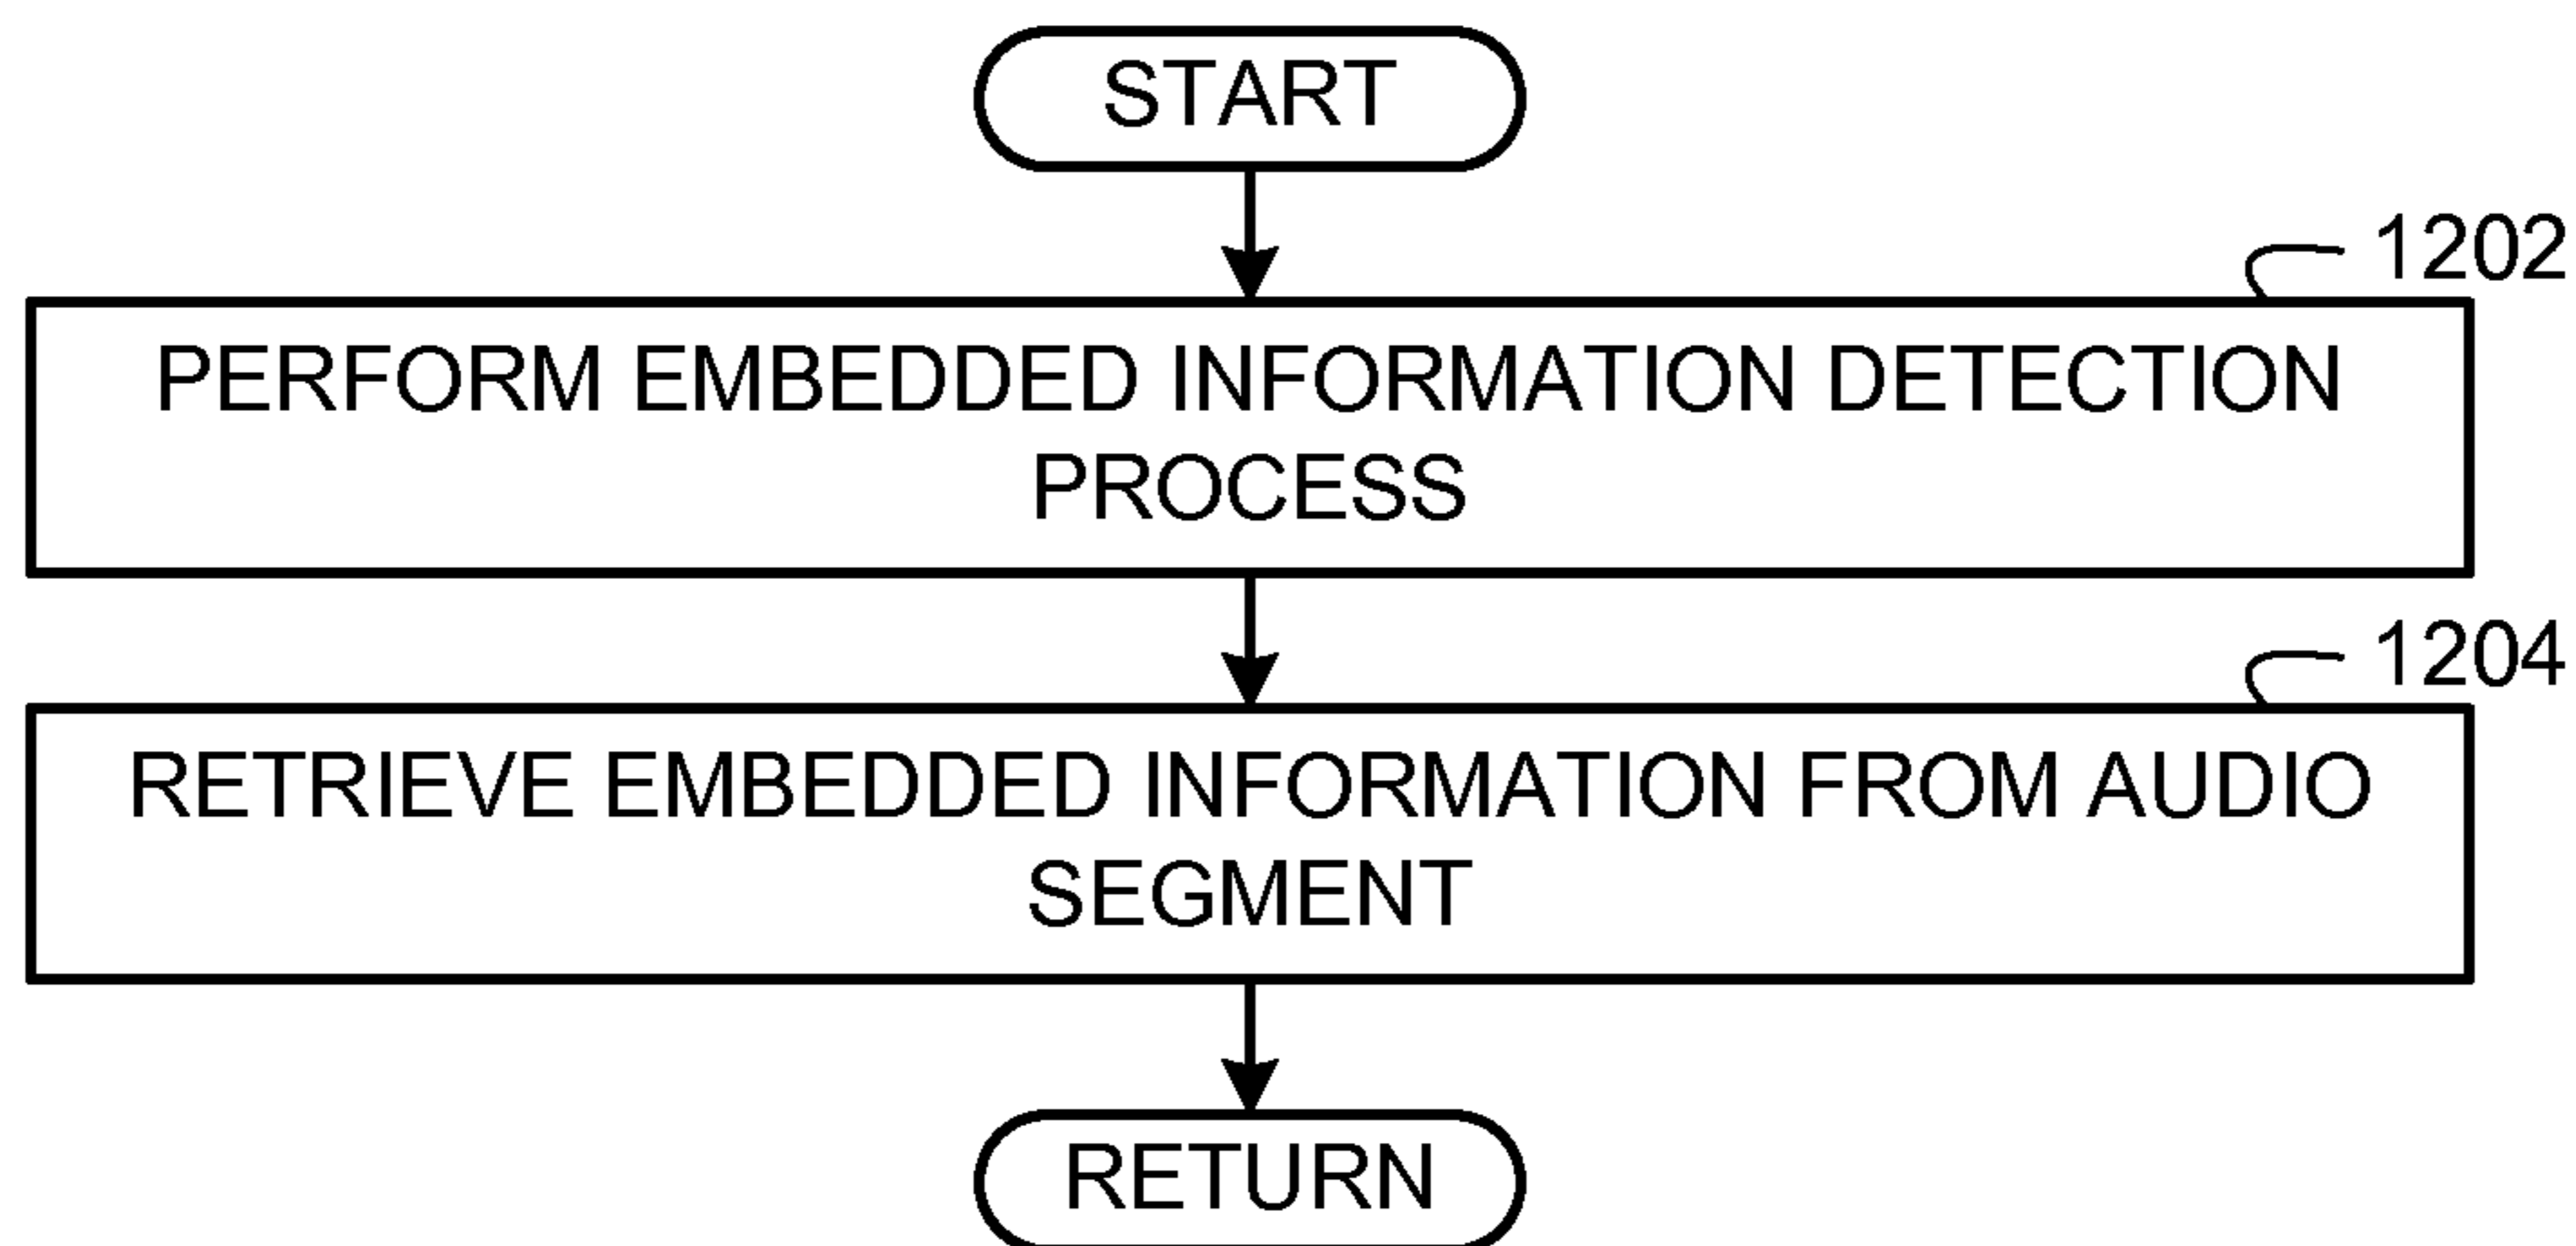 START
1202
PERFORM EMBEDDED INFORMATION DETECTION
PROCESS
1204
RETRIEVE EMBEDDED INFORMATION FROM AUDIO
SEGMENT
RETURN